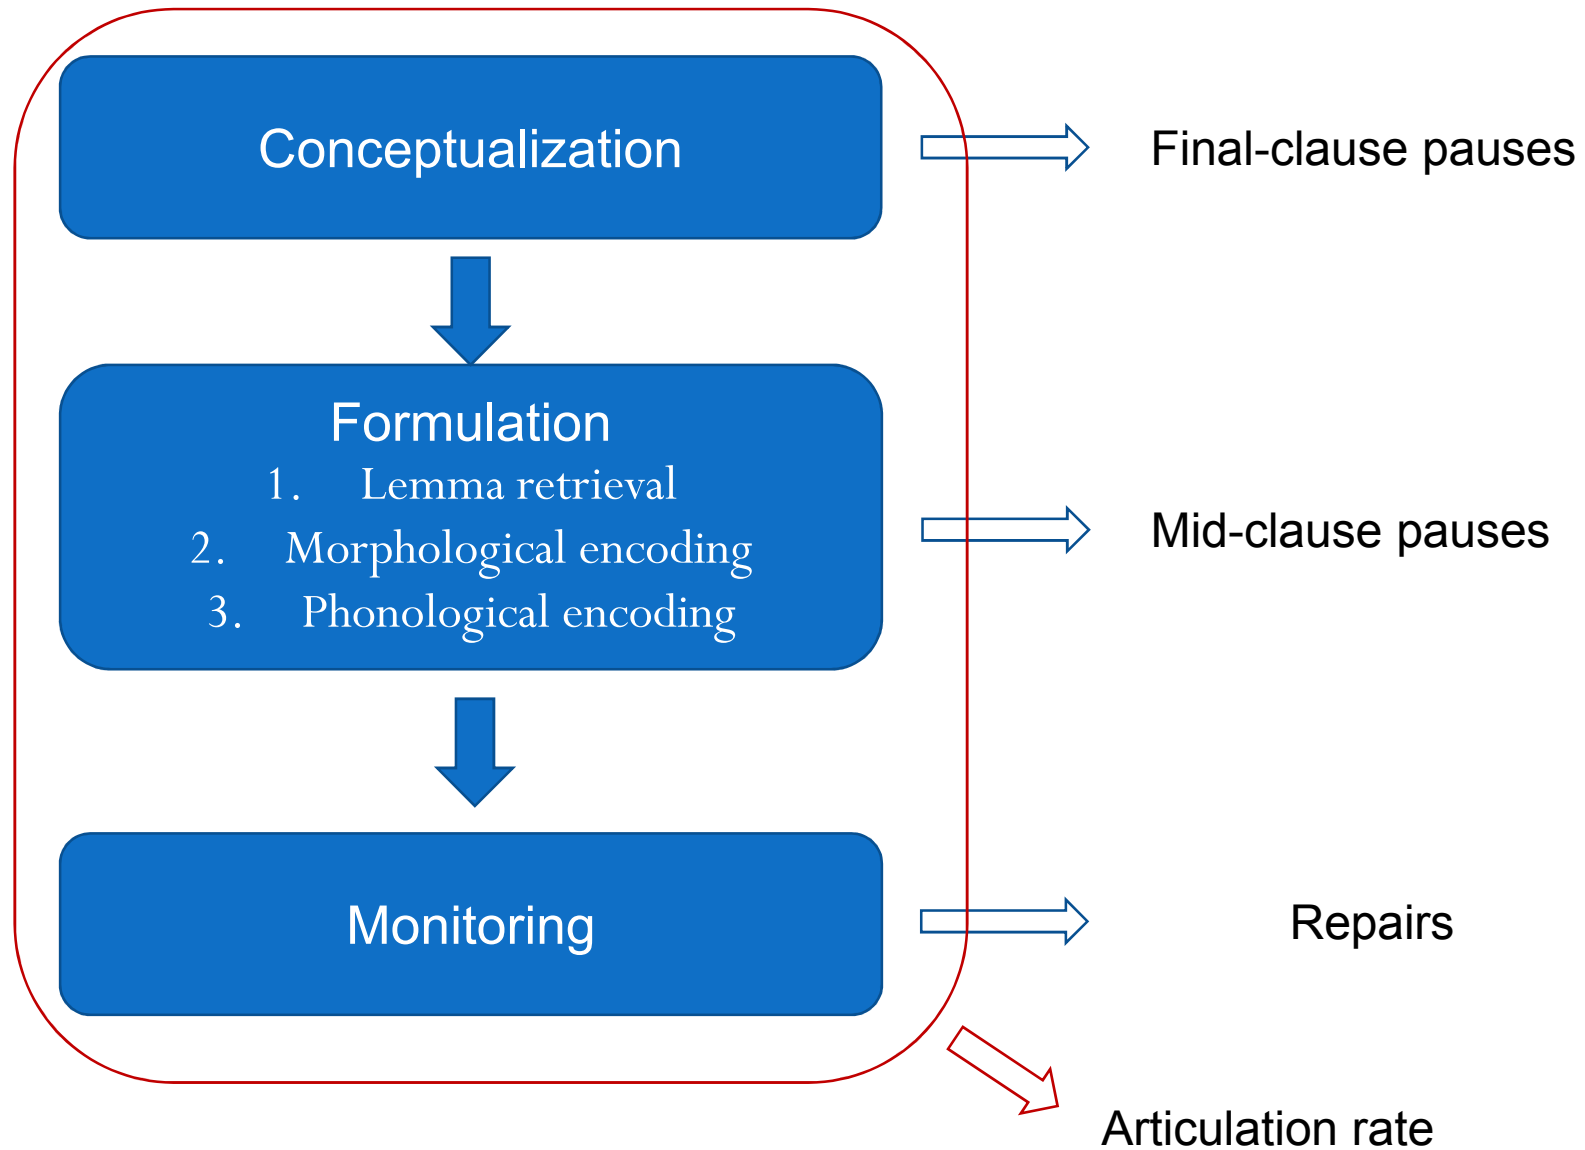 Conceptualization
Final-clause pauses
Formulation
1. Lemma retrieval
2. Morphological encoding
3. Phonological encoding
Mid-clause pauses
Monitoring
Repairs
Articulation rate